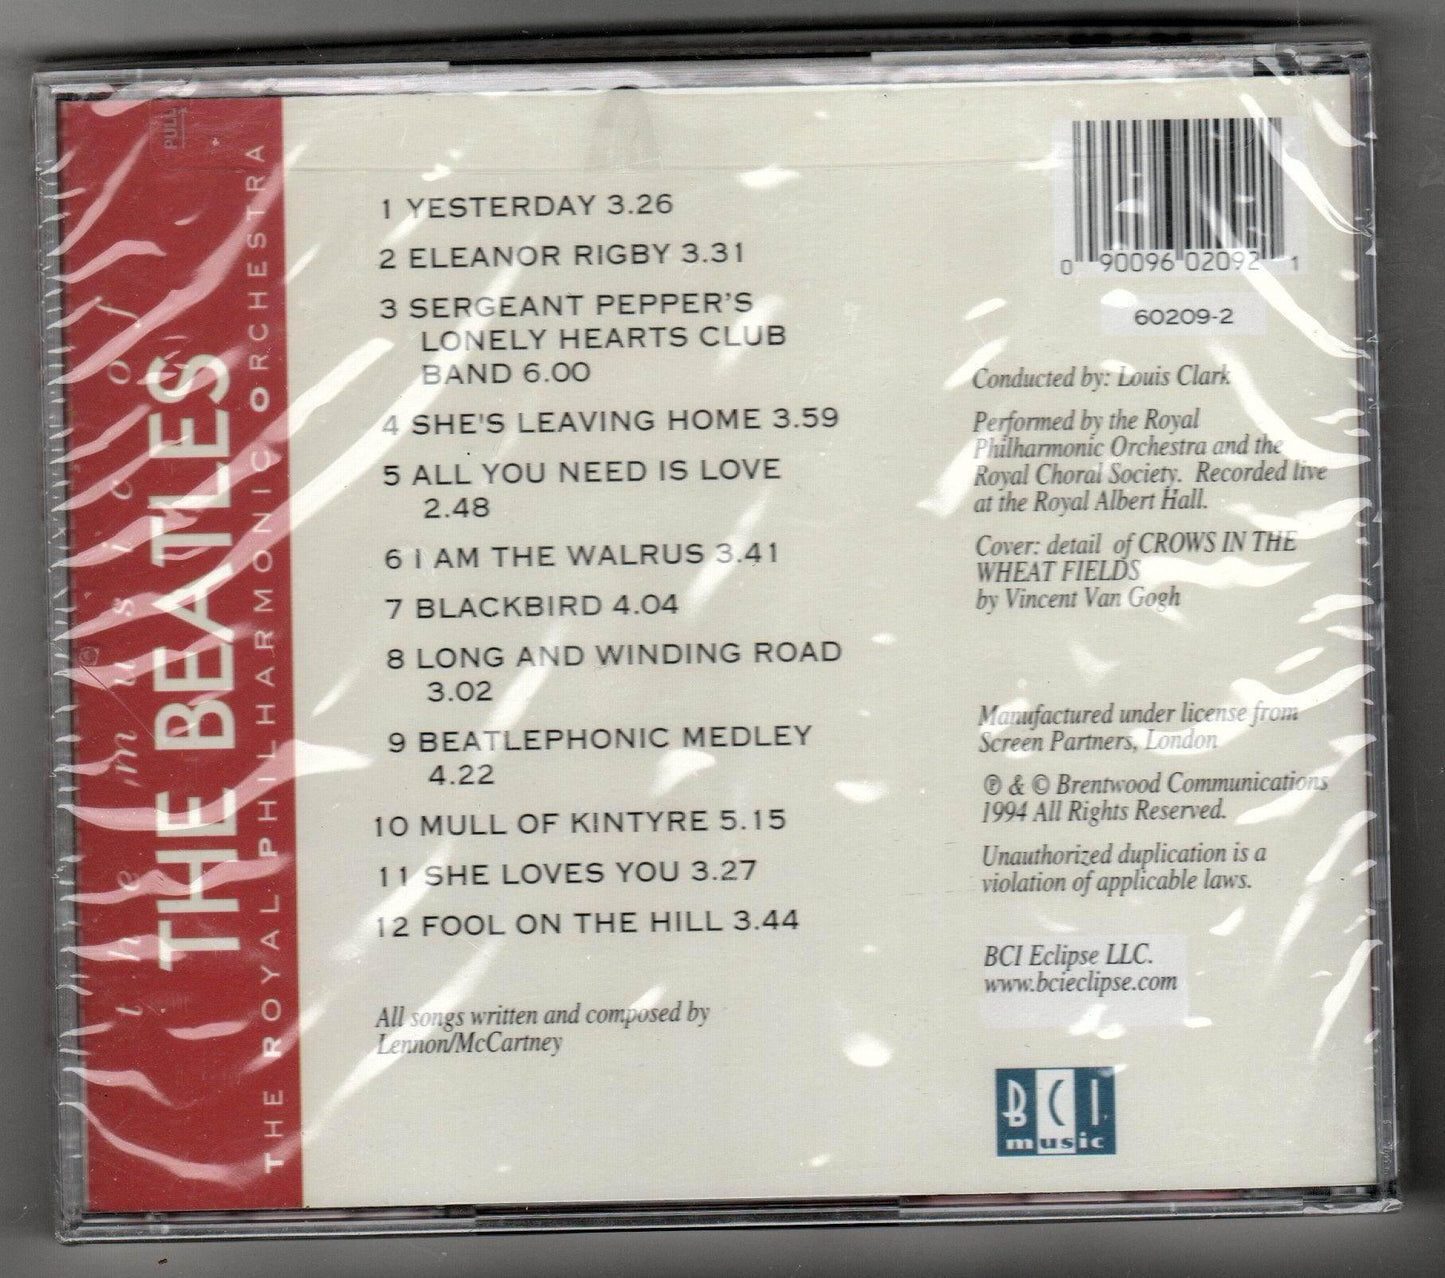 PULL
the music of
THE BEATLES
THE ROYAL PHILHARMONIC ORCHESTRA
1 YESTERDAY 3.26
2 ELEANOR RIGBY 3.31
3 SERGEANT PEPPER'S
LONELY HEARTS CLUB
BAND 6.00
4 SHE'S LEAVING HOME 3.59
5 ALL YOU NEED IS LOVE
2.48
6 I AM THE WALRUS 3.41
7 BLACKBIRD 4.04
8 LONG AND WINDING ROAD
3.02
9 BEATLEPHONIC MEDLEY
4.22
10 MULL OF KINTYRE 5.15
11 SHE LOVES YOU 3.27
12 FOOL ON THE HILL 3.44
All songs written and composed by
Lennon/McCartney
0 90096 02092 1
60209-2
Conducted by: Louis Clark
Performed by the Royal
Philharmonic Orchestra and the
Royal Choral Society. Recorded live
at the Royal Albert Hall.
Cover: detail of CROWS IN THE
WHEAT FIELDS
by Vincent Van Gogh
Manufactured under license from
Screen Partners, London
℗ & © Brentwood Communications
1994 All Rights Reserved.
Unauthorized duplication is a
violation of applicable laws.
BCI Eclipse LLC.
www.bcieclipse.com
BCI
music